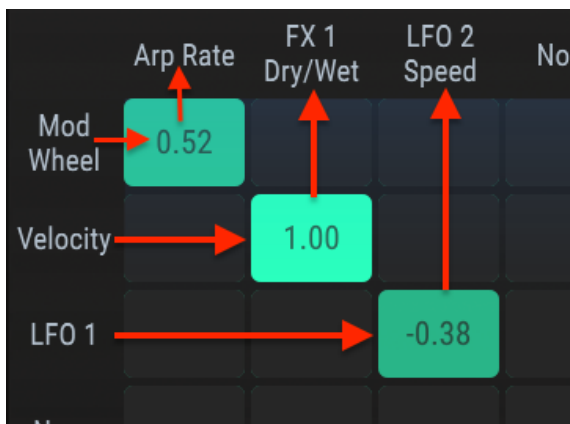 Arp Rate
FX 1
Dry/Wet
LFO 2
Speed
No
Mod
Wheel
0.52
Velocity
1.00
LFO 1
-0.38